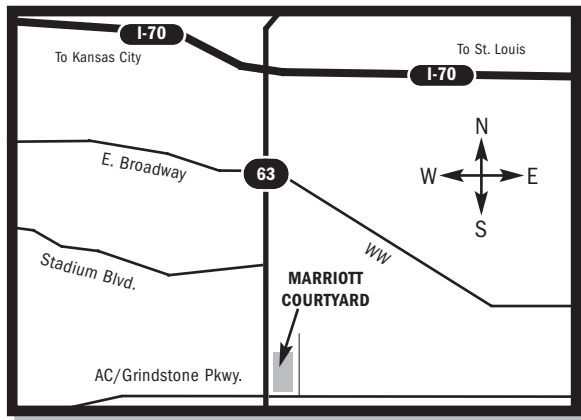 I-70
To Kansas City
To St. Louis
I-70
E. Broadway
63
N
W
E
S
WW
Stadium Blvd.
MARRIOTT
COURTYARD
AC/Grindstone Pkwy.